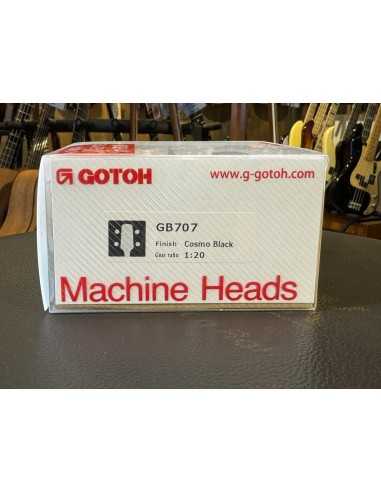 GOTOH
www.g-gotoh.com
GB707
Finish Cosmo Black
Gear ratio 1:20
Machine Heads